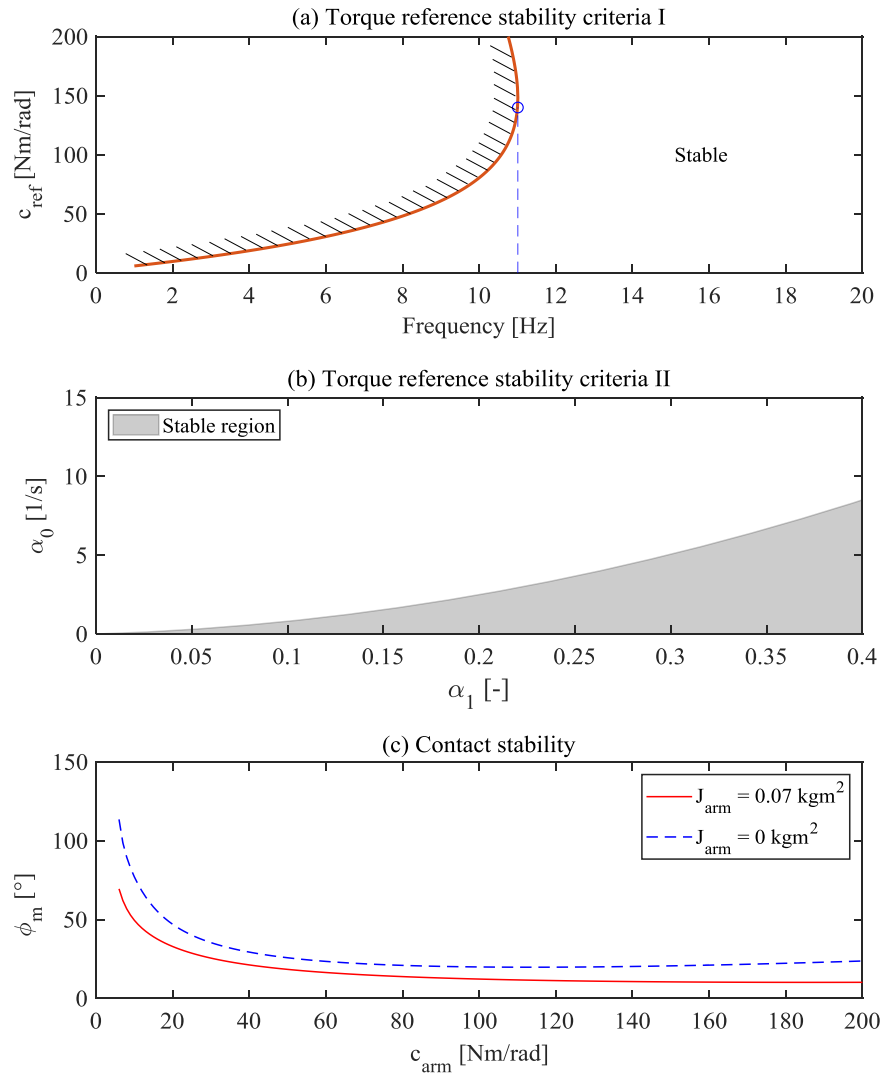 (a) Torque reference stability criteria I
200
150
100
50
0
c_ref [Nm/rad]
Stable
0 2 4 6 8 10 12 14 16 18 20
Frequency [Hz]
(b) Torque reference stability criteria II
15
10
5
0
α_0 [1/s]
Stable region
0 0.05 0.1 0.15 0.2 0.25 0.3 0.35 0.4
α_1 [-]
(c) Contact stability
150
100
50
0
ϕ_m [°]
J_arm = 0.07 kgm²
J_arm = 0 kgm²
0 20 40 60 80 100 120 140 160 180 200
c_arm [Nm/rad]